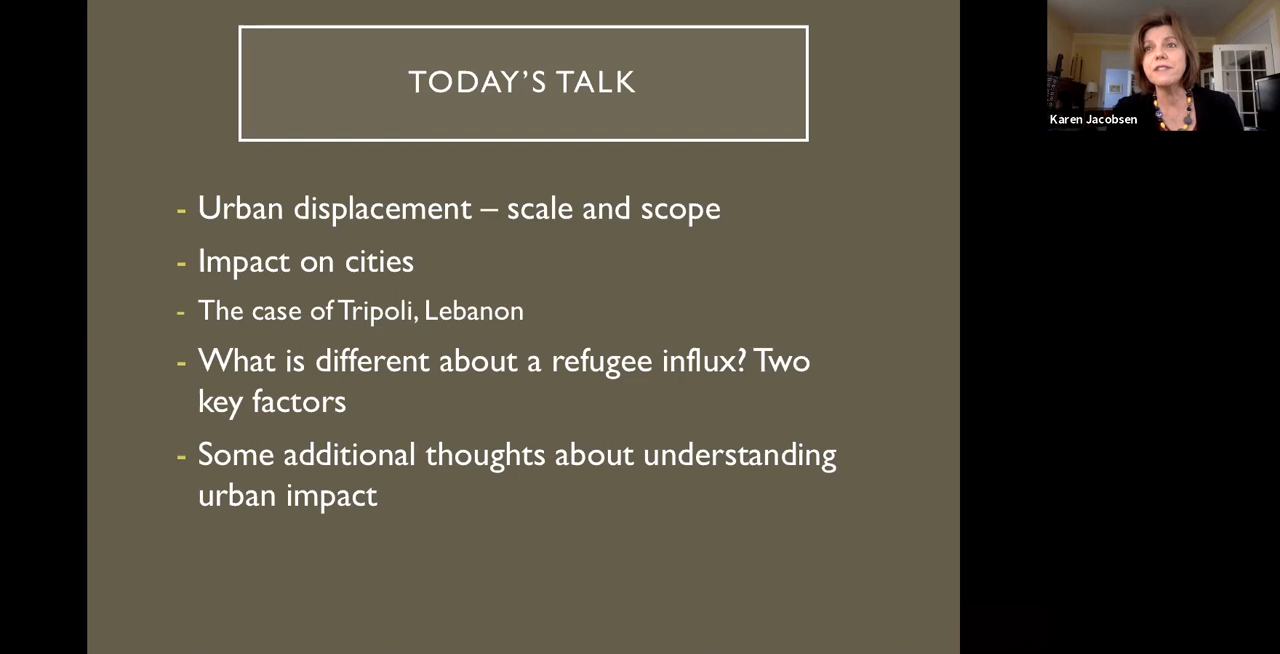 TODAY’S TALK
Karen Jacobsen
- Urban displacement – scale and scope
- Impact on cities
- The case of Tripoli, Lebanon
- What is different about a refugee influx? Two
key factors
- Some additional thoughts about understanding
urban impact